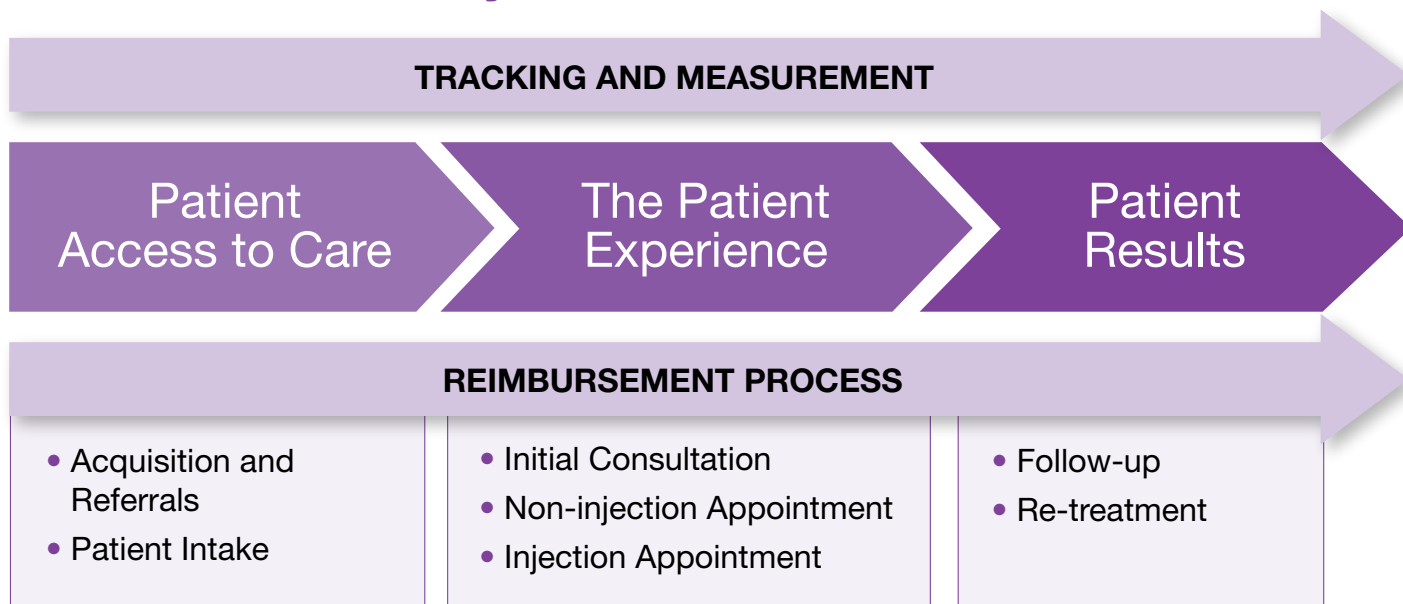 TRACKING AND MEASUREMENT
Patient
Access to Care
The Patient
Experience
Patient
Results
REIMBURSEMENT PROCESS
• Acquisition and
Referrals
• Patient Intake
• Initial Consultation
• Non-injection Appointment
• Injection Appointment
• Follow-up
• Re-treatment